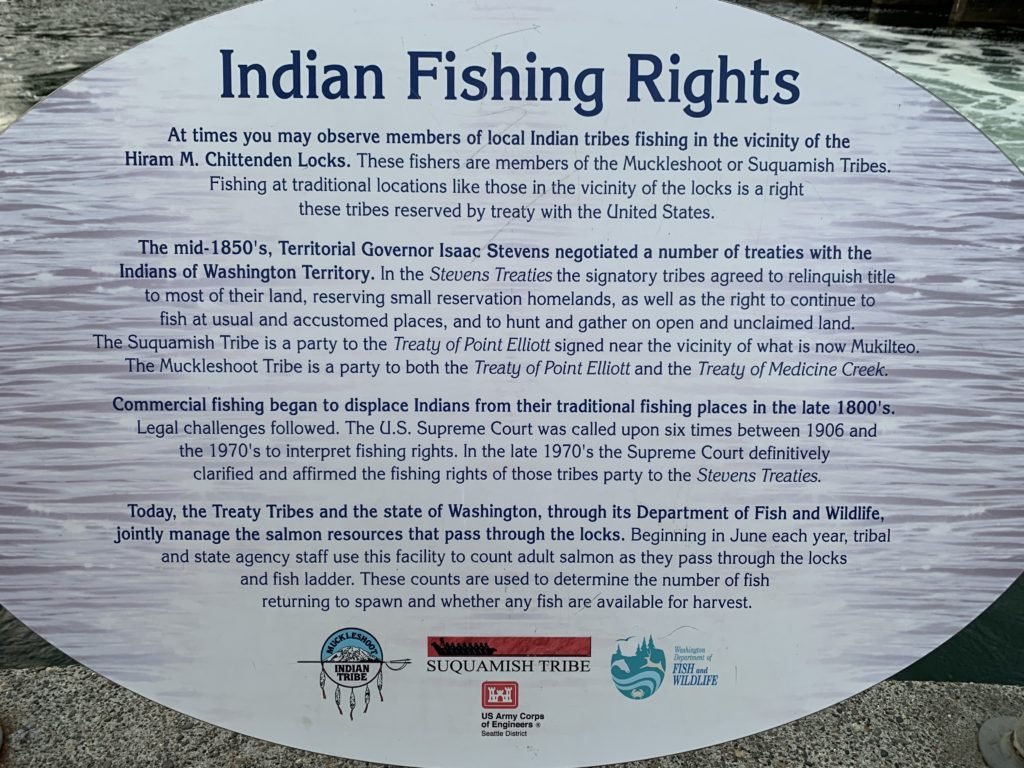 Indian Fishing Rights
At times you may observe members of local Indian tribes fishing in the vicinity of the
Hiram M. Chittenden Locks. These fishers are members of the Muckleshoot or Suquamish Tribes.
Fishing at traditional locations like those in the vicinity of the locks is a right
these tribes reserved by treaty with the United States.
The mid-1850's, Territorial Governor Isaac Stevens negotiated a number of treaties with the
Indians of Washington Territory. In the Stevens Treaties the signatory tribes agreed to relinquish title
to most of their land, reserving small reservation homelands, as well as the right to continue to
fish at usual and accustomed places, and to hunt and gather on open and unclaimed land.
The Suquamish Tribe is a party to the Treaty of Point Elliott signed near the vicinity of what is now Mukilteo.
The Muckleshoot Tribe is a party to both the Treaty of Point Elliott and the Treaty of Medicine Creek.
Commercial fishing began to displace Indians from their traditional fishing places in the late 1800's.
Legal challenges followed. The U.S. Supreme Court was called upon six times between 1906 and
the 1970's to interpret fishing rights. In the late 1970's the Supreme Court definitively
clarified and affirmed the fishing rights of those tribes party to the Stevens Treaties.
Today, the Treaty Tribes and the state of Washington, through its Department of Fish and Wildlife,
jointly manage the salmon resources that pass through the locks. Beginning in June each year, tribal
and state agency staff use this facility to count adult salmon as they pass through the locks
and fish ladder. These counts are used to determine the number of fish
returning to spawn and whether any fish are available for harvest.
MUCKLESHOOT
INDIAN
TRIBE
SUQUAMISH TRIBE
Washington
Department of
FISH and
WILDLIFE
US Army Corps
of Engineers ®
Seattle District